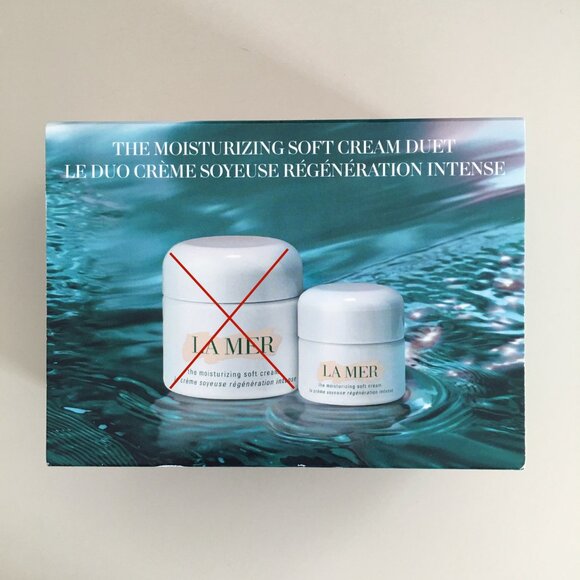 THE MOISTURIZING SOFT CREAM DUET
LE DUO CRÈME SOYEUSE RÉGÉNÉRATION INTENSE
LA MER
the moisturizing soft cream
crème soyeuse régénération intense
LA MER
the moisturizing soft cream
la crème soyeuse régénération intense